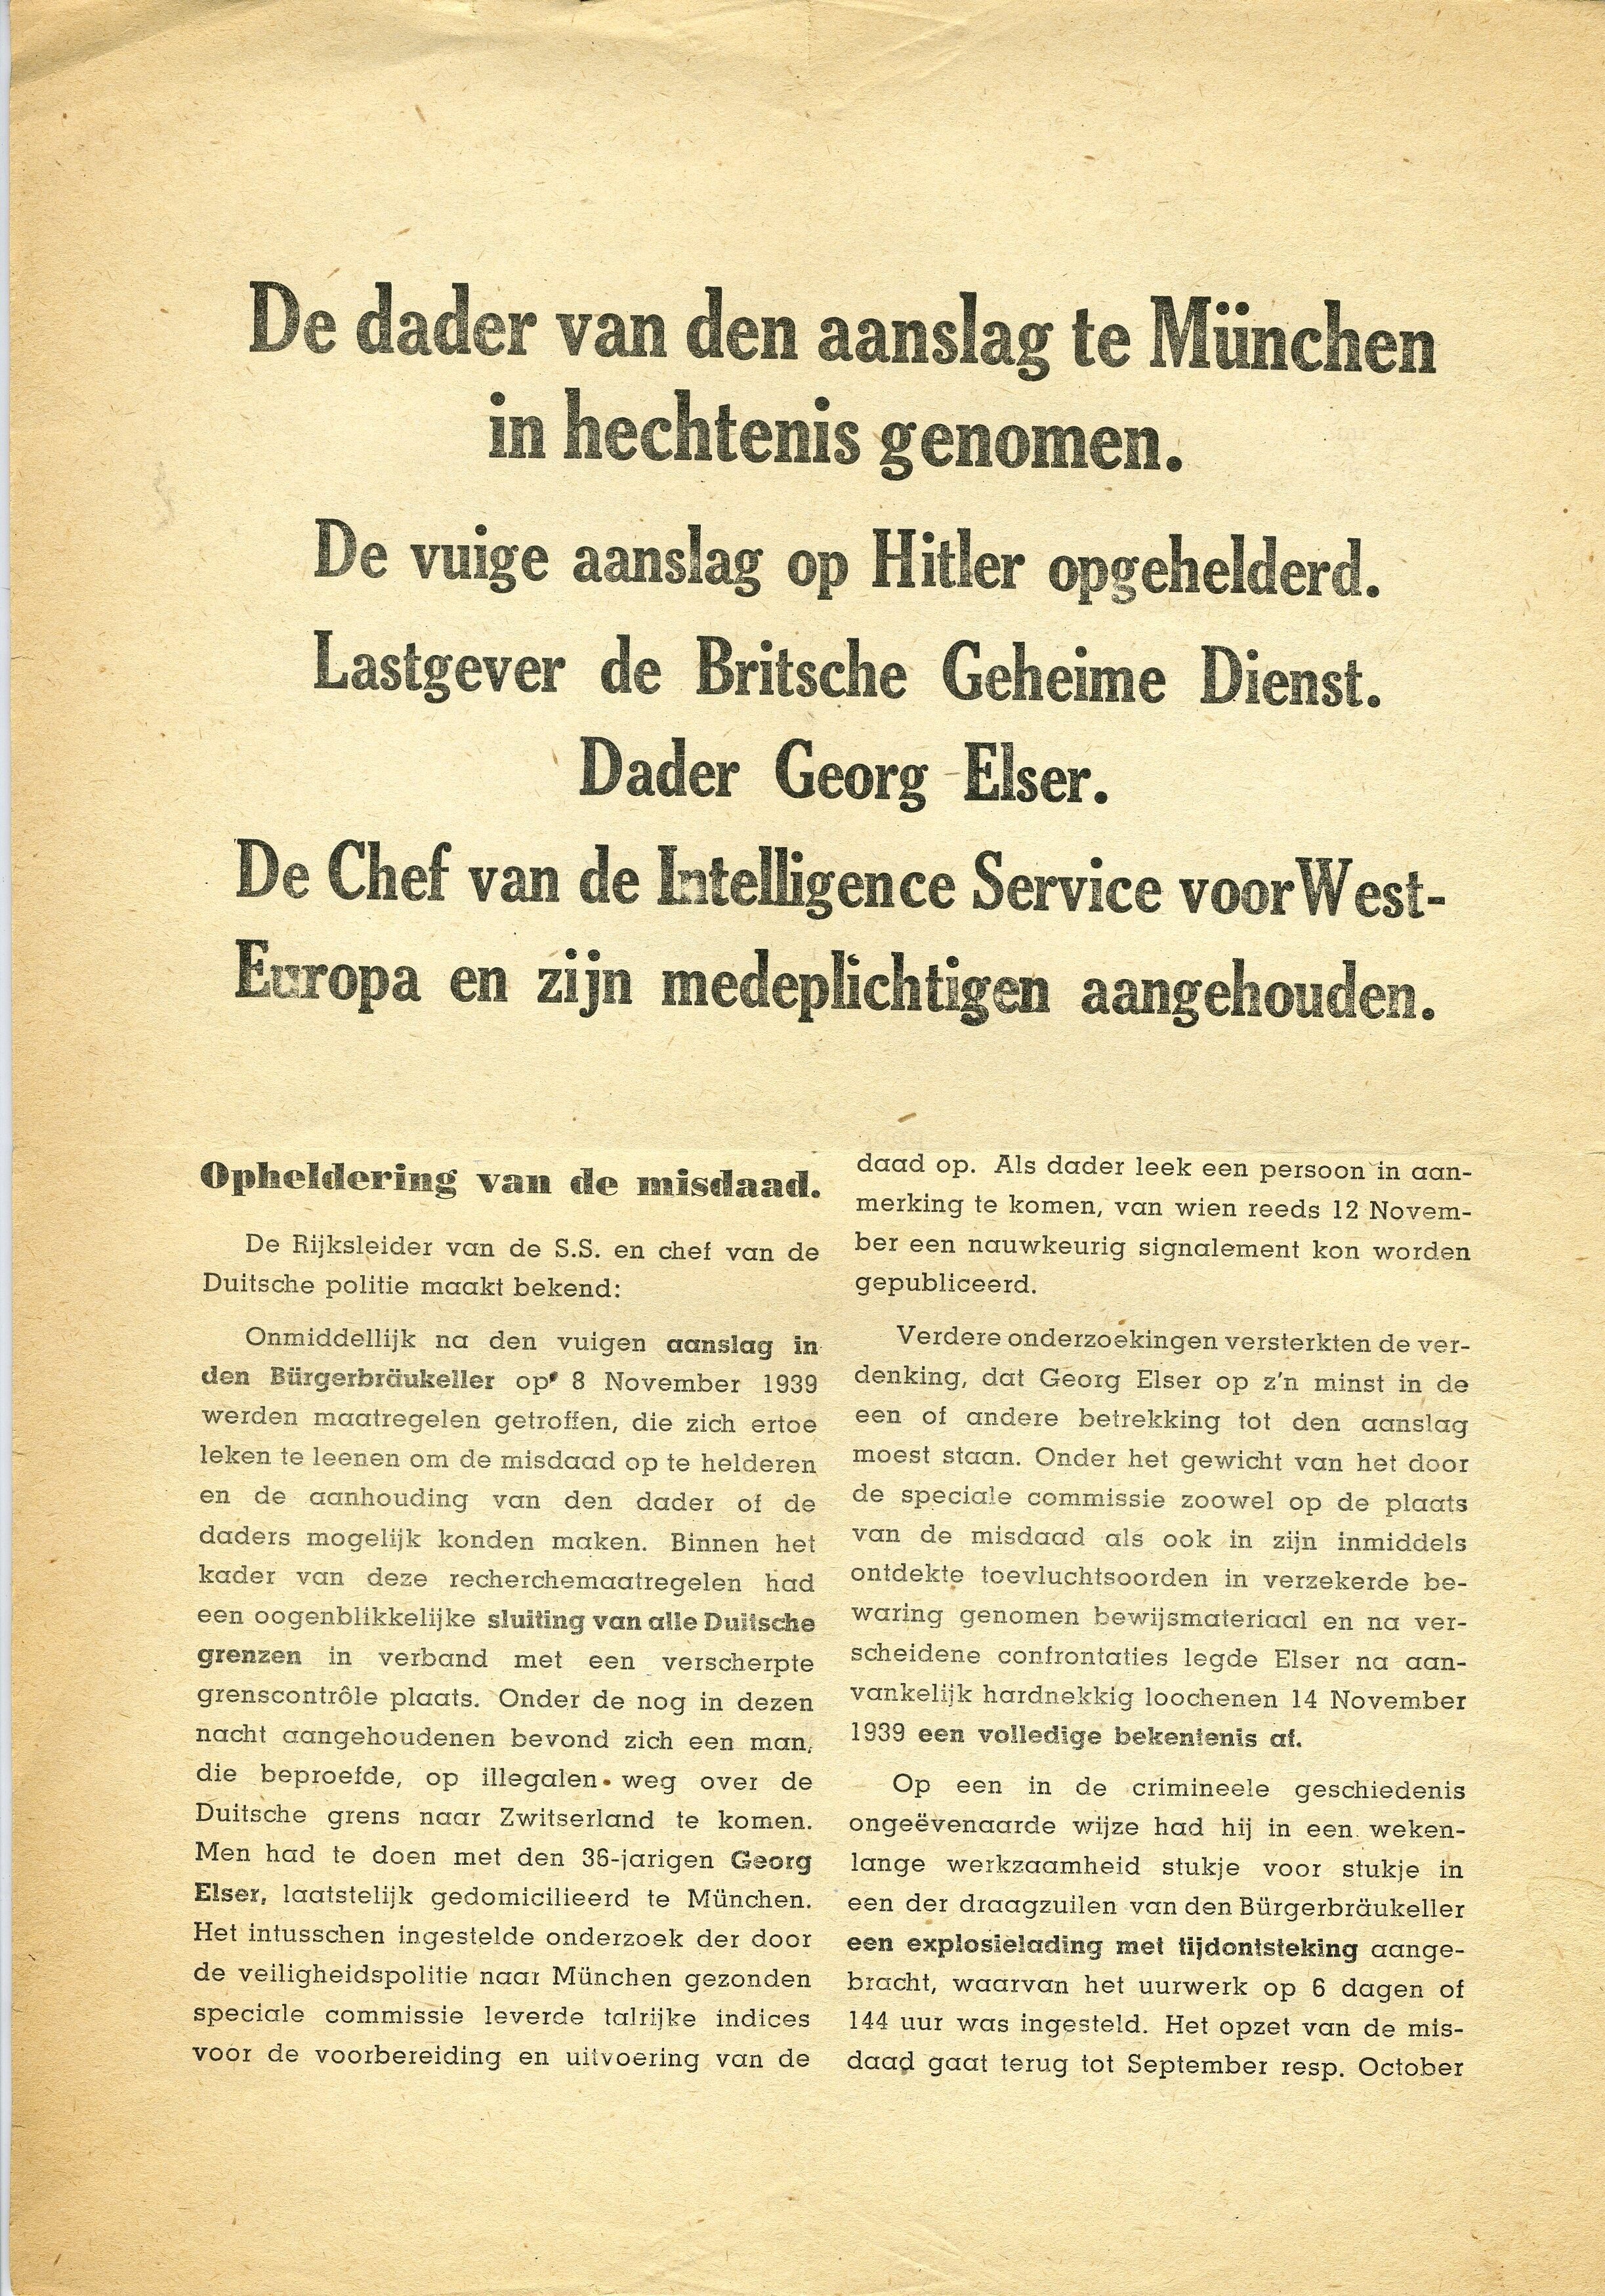 De dader van den aanslag te München
in hechtenis genomen.
De vuige aanslag op Hitler opgehelderd.
Lastgever de Britsche Geheime Dienst.
Dader Georg Elser.
De Chef van de Intelligence Service voor West-
Europa en zijn medeplichtigen aangehouden.
Opheldering van de misdaad.
De Rijksleider van de S.S. en chef van de
Duitsche politie maakt bekend:
Onmiddellijk na den vuigen aanslag in
den Bürgerbräukeller op 8 November 1939
werden maatregelen getroffen, die zich ertoe
leken te leenen om de misdaad op te helderen
en de aanhouding van den dader of de
daders mogelijk konden maken. Binnen het
kader van deze recherchemaatregelen had
een oogenblikkelijke sluiting van alle Duitsche
grenzen in verband met een verscherpte
grenscontrôle plaats. Onder de nog in dezen
nacht aangehoudenen bevond zich een man,
die beproefde, op illegalen weg over de
Duitsche grens naar Zwitserland te komen.
Men had te doen met den 36-jarigen Georg
Elser, laatstelijk gedomicilieerd te München.
Het intusschen ingestelde onderzoek der door
de veiligheidspolitie naar München gezonden
speciale commissie leverde talrijke indices
voor de voorbereiding en uitvoering van de
daad op. Als dader leek een persoon in aan-
merking te komen, van wien reeds 12 Novem-
ber een nauwkeurig signalement kon worden
gepubliceerd.
Verdere onderzoekingen versterkten de ver-
denking, dat Georg Elser op z'n minst in de
een of andere betrekking tot den aanslag
moest staan. Onder het gewicht van het door
de speciale commissie zoowel op de plaats
van de misdaad als ook in zijn inmiddels
ontdekte toevluchtsoorden in verzekerde be-
waring genomen bewijsmateriaal en na ver-
scheidene confrontaties legde Elser na aan-
vankelijk hardnekkig loochenen 14 November
1939 een volledige bekentenis af.
Op een in de crimineele geschiedenis
ongeëvenaarde wijze had hij in een weken-
lange werkzaamheid stukje voor stukje in
een der draagzuilen van den Bürgerbräukeller
een explosielading met tijdontsteking aange-
bracht, waarvan het uurwerk op 6 dagen of
144 uur was ingesteld. Het opzet van de mis-
daad gaat terug tot September resp. October